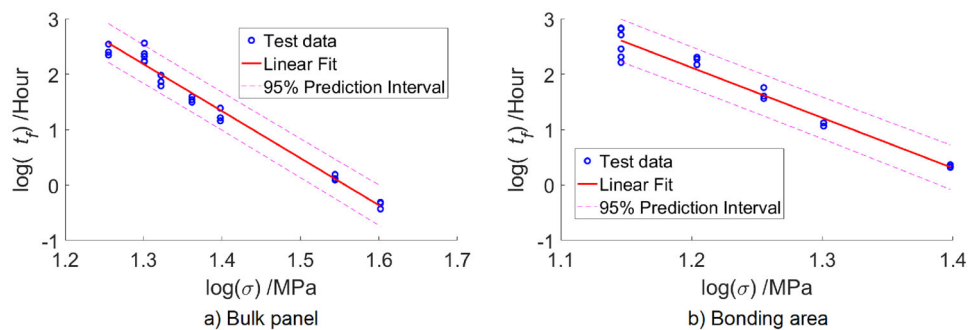 log( t_f) /Hour
3
2
1
0
-1
Test data
Linear Fit
95% Prediction Interval
1.2
1.3
1.4
1.5
1.6
1.7
log(σ) /MPa
a) Bulk panel
log( t_f) /Hour
3
2
1
0
-1
Test data
Linear Fit
95% Prediction Interval
1.1
1.2
1.3
1.4
log(σ) /MPa
b) Bonding area